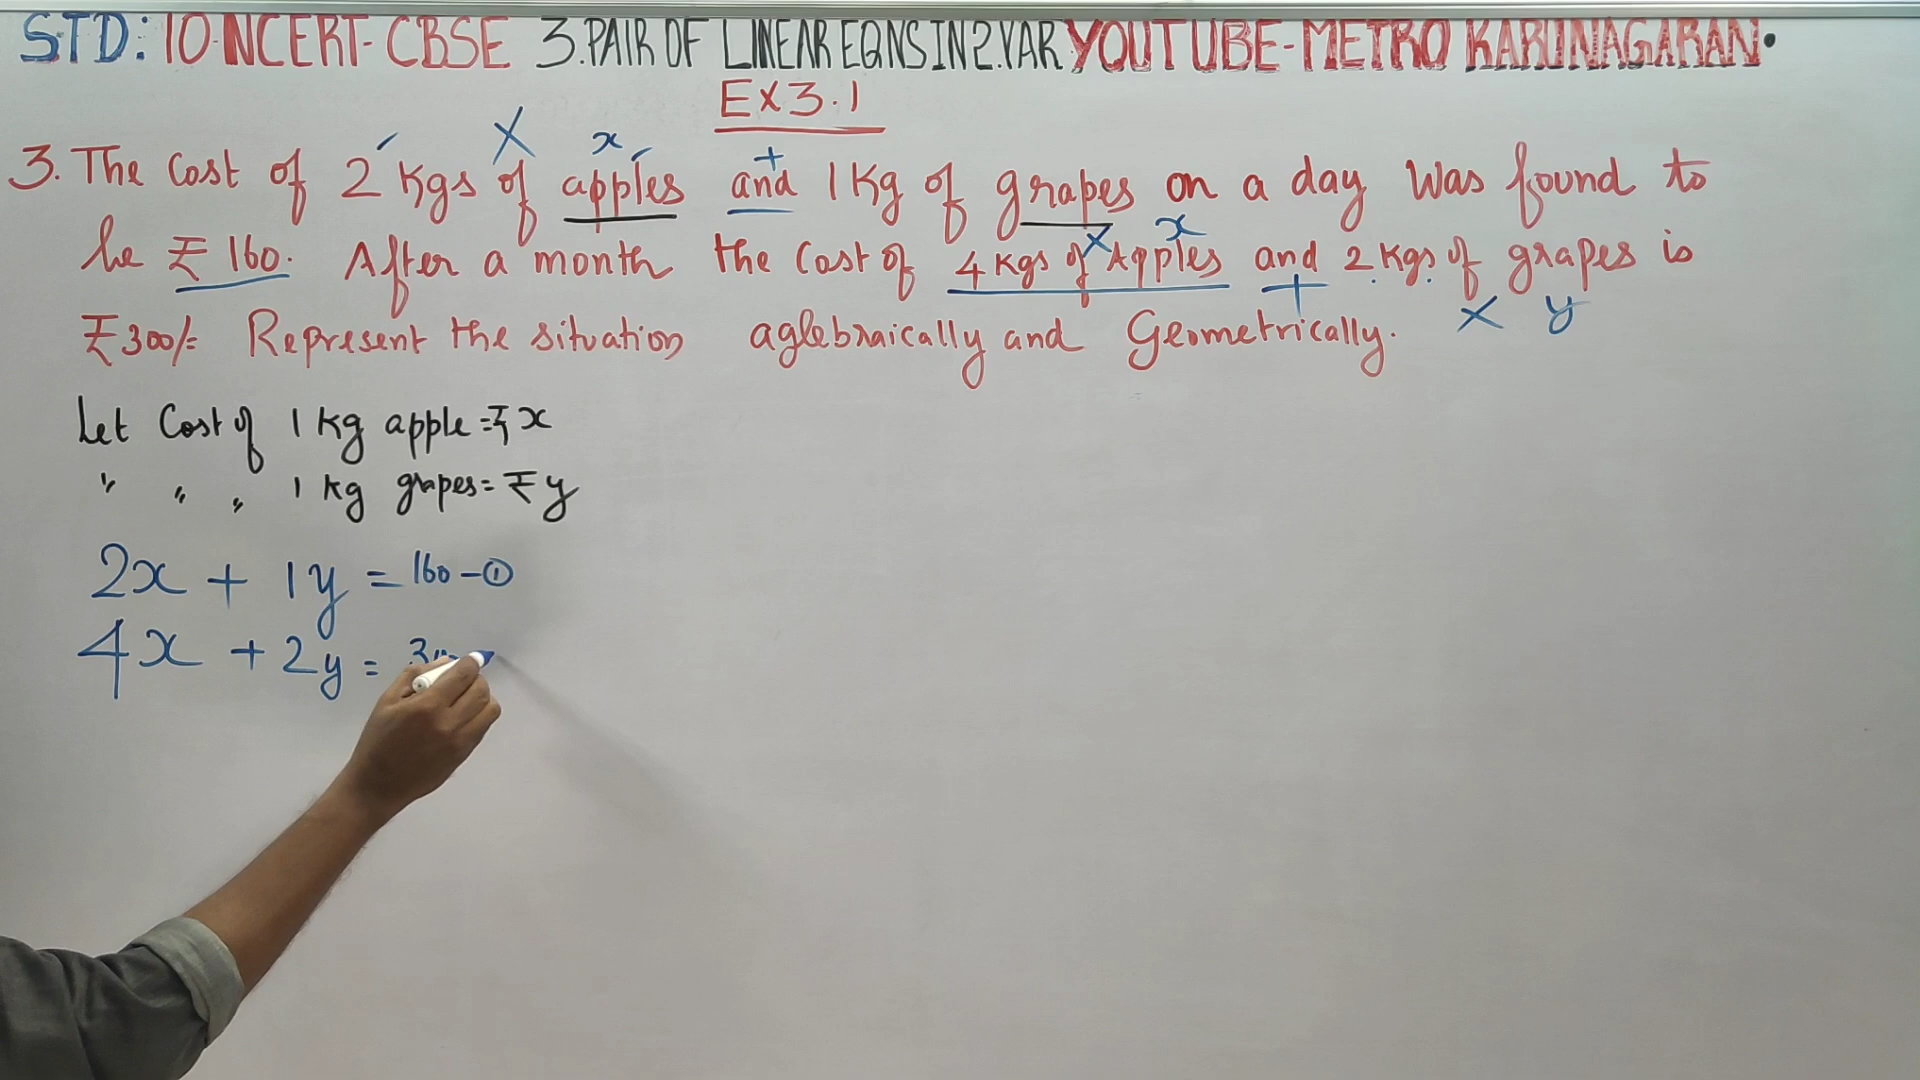 STD: 10 NCERT-CBSE 3.PAIR OF LINEAR EQNS IN 2.VAR YOUTUBE-METRO KARUNAGARAN.
EX 3.1
X x +
3. The Cost of 2 Kgs of apples and 1 Kg of grapes on a day was found to
X x
be ₹ 160. After a month the Cost of 4 Kgs of Apples and 2 Kgs of grapes is
+ X y
₹300/= Represent the situation aglebraically and Geometrically.
Let Cost of 1 Kg apple = ₹ x
" " " 1 Kg grapes = ₹ y
2x + 1y = 160 - ①
4x + 2y = 3